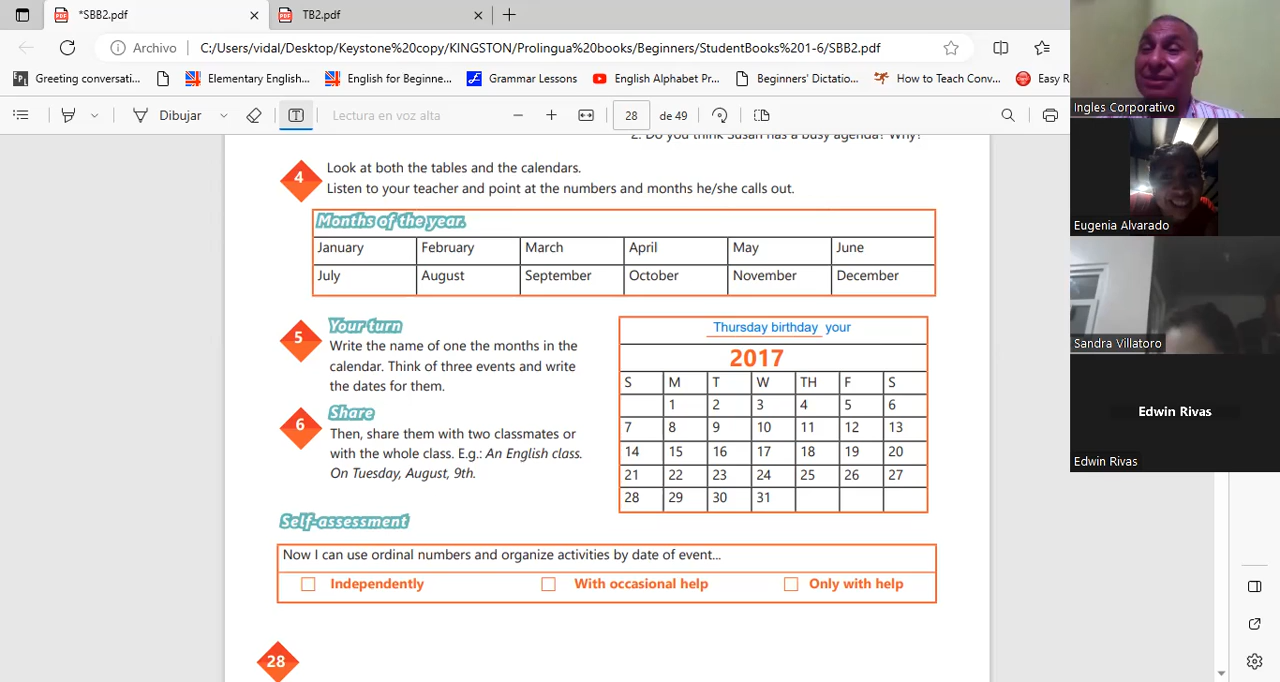 *SBB2.pdf
TB2.pdf
Archivo
C:/Users/vidal/Desktop/Keystone%20copy/KINGSTON/Prolingua%20books/Beginners/StudentBooks%201-6/SBB2.pdf
Greeting conversati...
Elementary English...
English for Beginne...
Grammar Lessons
English Alphabet Pr...
Beginners' Dictatio...
How to Teach Conv...
Easy R
Dibujar
Lectura en voz alta
28
de 49
2. Do you think Susan has a busy agenda? Why?
4
Look at both the tables and the calendars.
Listen to your teacher and point at the numbers and months he/she calls out.
Months of the year.
January February March April May June
July August September October November December
5
Your turn
Write the name of one the months in the
calendar. Think of three events and write
the dates for them.
6
Share
Then, share them with two classmates or
with the whole class. E.g.: An English class.
On Tuesday, August, 9th.
Thursday birthday your
2017
S M T W TH F S
1 2 3 4 5 6
7 8 9 10 11 12 13
14 15 16 17 18 19 20
21 22 23 24 25 26 27
28 29 30 31
Self-assessment
Now I can use ordinal numbers and organize activities by date of event...
Independently With occasional help Only with help
28
Ingles Corporativo
Eugenia Alvarado
Sandra Villatoro
Edwin Rivas
Edwin Rivas